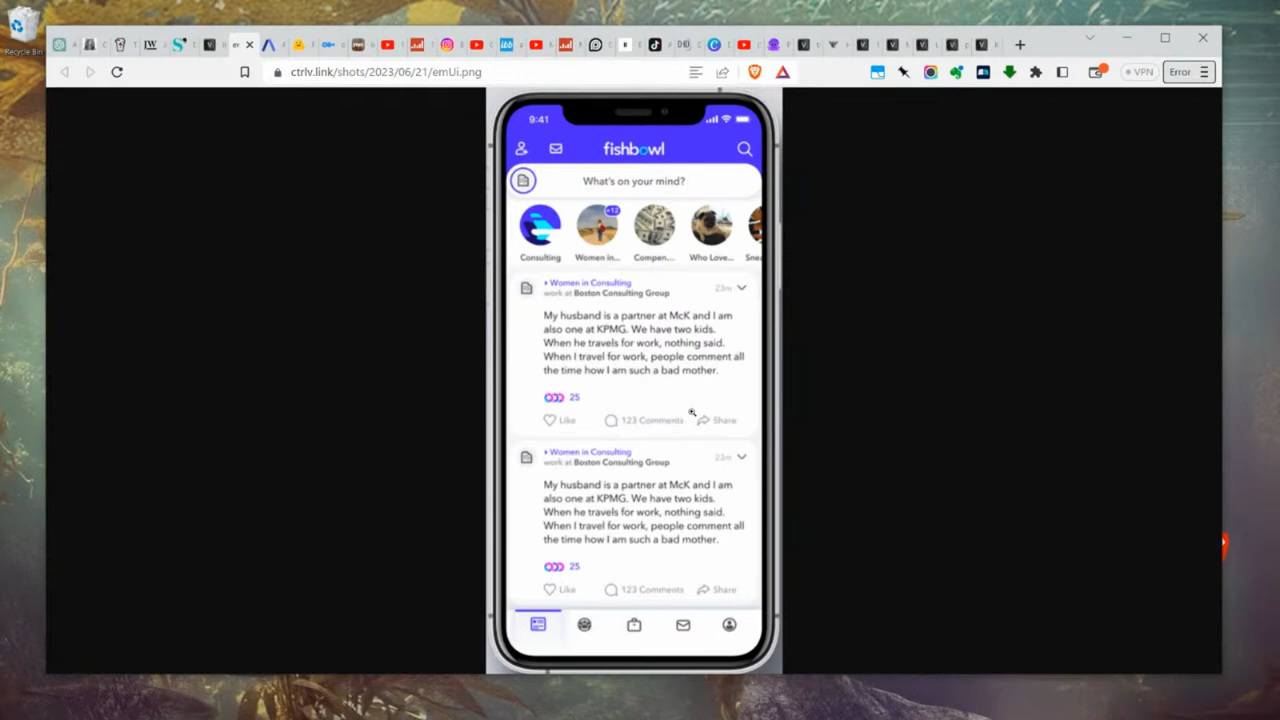 Recycle Bin
ctrlv.link/shots/2023/06/21/emUi.png
VPN
Error
9:41
fishbowl
What's on your mind?
+12
Consulting
Women in...
Compen...
Who Love...
Women in Consulting
work at Boston Consulting Group
23m
My husband is a partner at McK and I am
also one at KPMG. We have two kids.
When he travels for work, nothing said.
When I travel for work, people comment all
the time how I am such a bad mother.
25
Like
123 Comments
Share
Women in Consulting
work at Boston Consulting Group
23m
My husband is a partner at McK and I am
also one at KPMG. We have two kids.
When he travels for work, nothing said.
When I travel for work, people comment all
the time how I am such a bad mother.
25
Like
123 Comments
Share